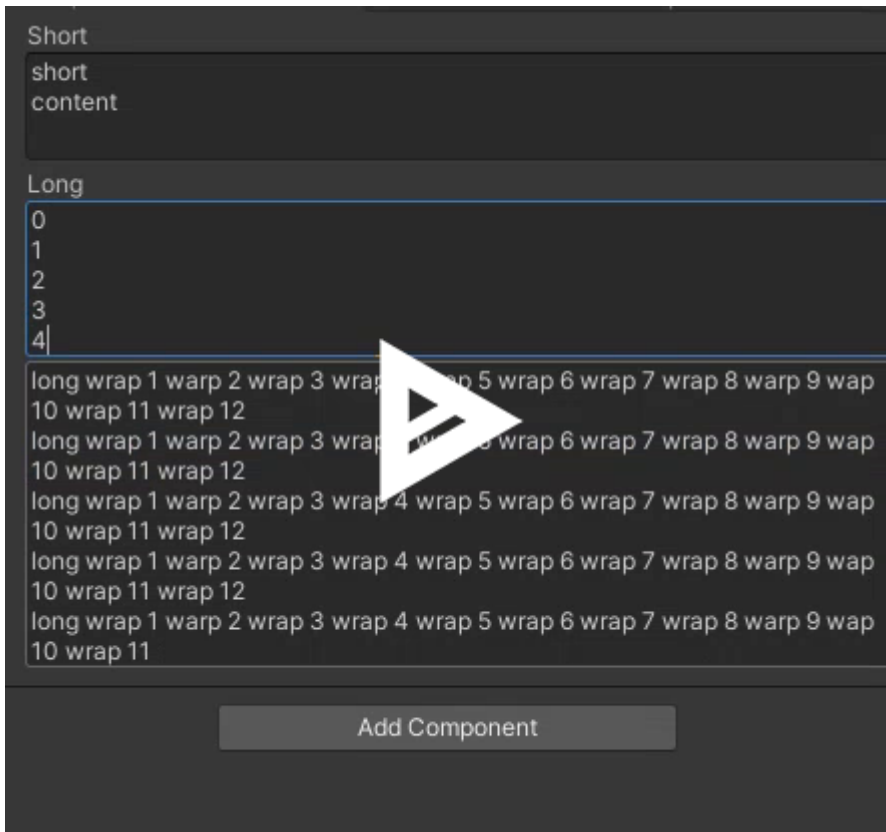 Short
short
content
Long
0
1
2
3
4
long wrap 1 warp 2 wrap 3 wrap 5 wrap 6 wrap 7 wrap 8 warp 9 wap
10 wrap 11 wrap 12
long wrap 1 warp 2 wrap 3 wrap wrap 6 wrap 7 wrap 8 warp 9 wap
10 wrap 11 wrap 12
long wrap 1 warp 2 wrap 3 wrap 4 wrap 5 wrap 6 wrap 7 wrap 8 warp 9 wap
10 wrap 11 wrap 12
long wrap 1 warp 2 wrap 3 wrap 4 wrap 5 wrap 6 wrap 7 wrap 8 warp 9 wap
10 wrap 11 wrap 12
long wrap 1 warp 2 wrap 3 wrap 4 wrap 5 wrap 6 wrap 7 wrap 8 warp 9 wap
10 wrap 11
Add Component